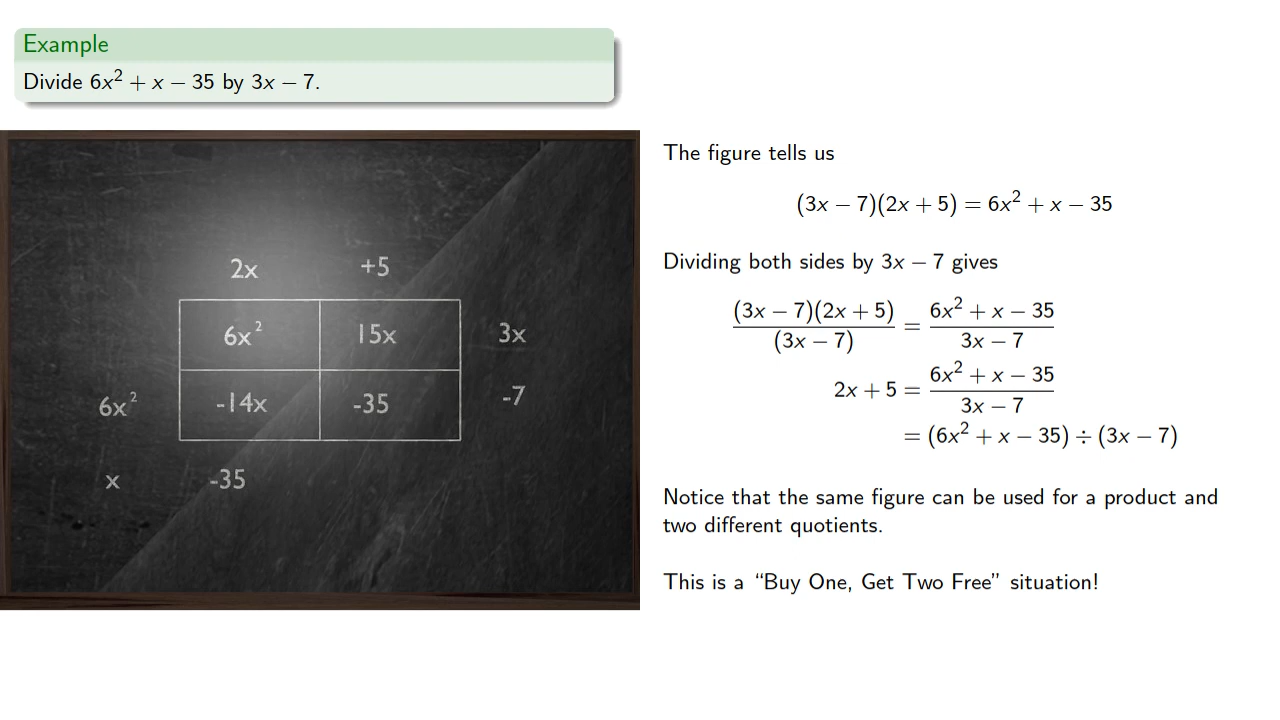 Example
Divide 6x² + x − 35 by 3x − 7.
2x +5
6x² 15x 3x
6x² -14x -35 -7
x -35
The figure tells us
(3x − 7)(2x + 5) = 6x² + x − 35
Dividing both sides by 3x − 7 gives
(3x − 7)(2x + 5) / (3x − 7) = 6x² + x − 35 / 3x − 7
2x + 5 = 6x² + x − 35 / 3x − 7
= (6x² + x − 35) ÷ (3x − 7)
Notice that the same figure can be used for a product and
two different quotients.
This is a “Buy One, Get Two Free” situation!